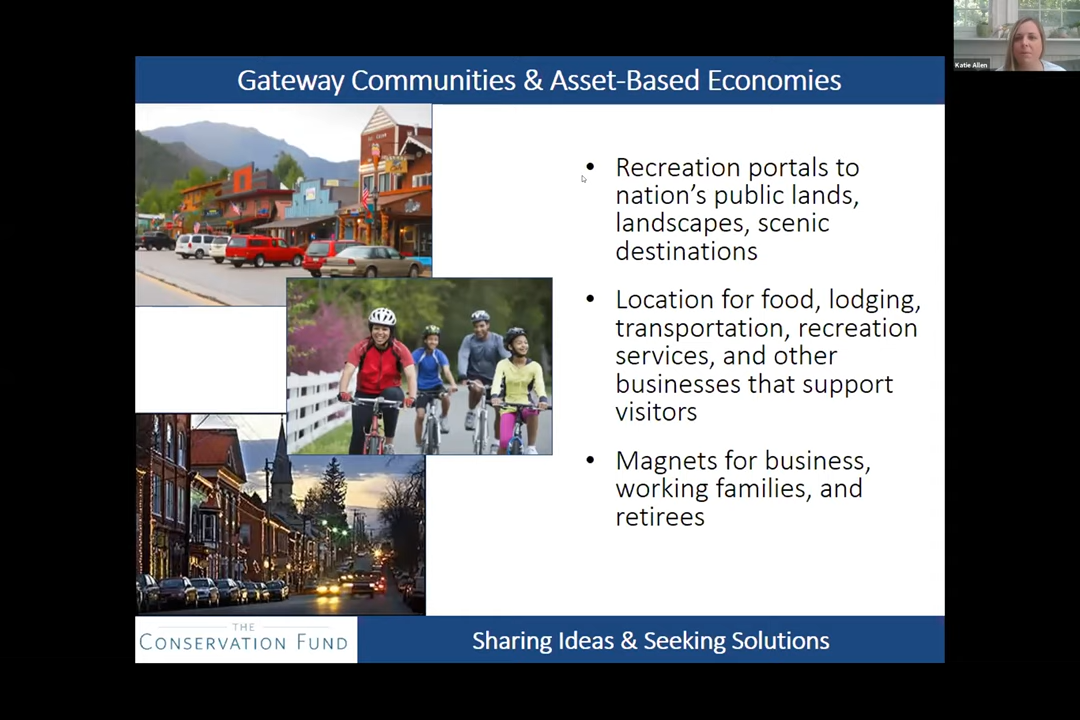 Katie Allen
Gateway Communities & Asset-Based Economies
• Recreation portals to
nation's public lands,
landscapes, scenic
destinations
• Location for food, lodging,
transportation, recreation
services, and other
businesses that support
visitors
• Magnets for business,
working families, and
retirees
THE
CONSERVATION FUND
Sharing Ideas & Seeking Solutions